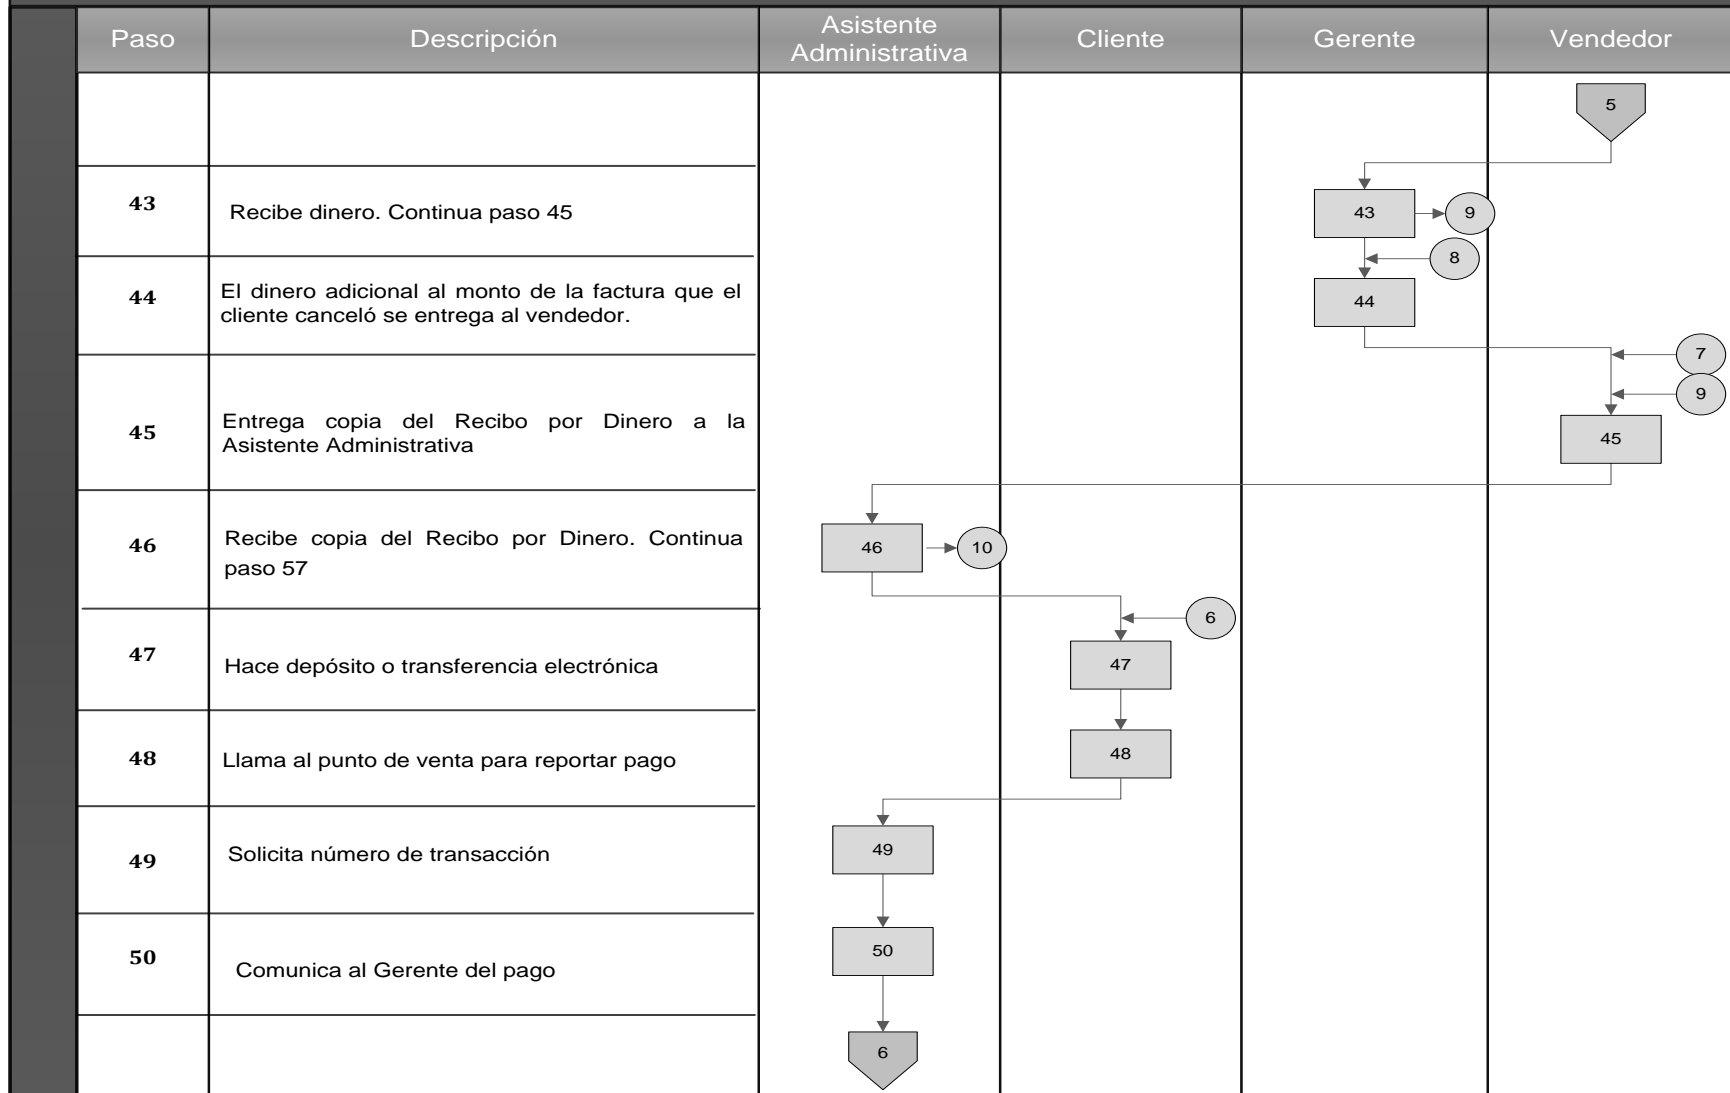 Paso
Descripción
Asistente
Administrativa
Cliente
Gerente
Vendedor
5
43
Recibe dinero. Continua paso 45
43
9
8
44
El dinero adicional al monto de la factura que el
cliente canceló se entrega al vendedor.
44
7
9
45
Entrega copia del Recibo por Dinero a la
Asistente Administrativa
45
46
Recibe copia del Recibo por Dinero. Continua
paso 57
46
10
6
47
Hace depósito o transferencia electrónica
47
48
Llama al punto de venta para reportar pago
48
49
Solicita número de transacción
49
50
Comunica al Gerente del pago
50
6